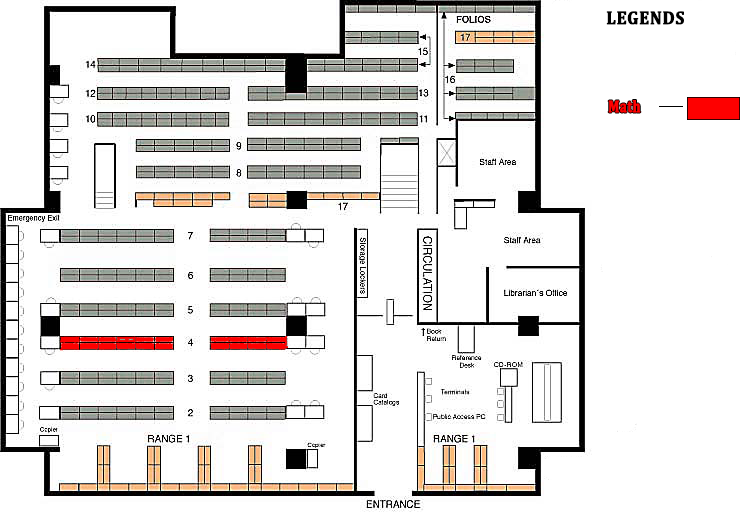 LEGENDS
Math
FOLIOS
17
15
16
14
12
13
10
11
9
8
17
Staff Area
Emergency Exit
7
6
5
4
3
2
Storage Lockers
CIRCULATION
Staff Area
Librarian's Office
Book
Return
Reference
Desk
CD-ROM
Terminals
Public Access PC
Card
Catalogs
Copier
RANGE 1
Copier
RANGE 1
ENTRANCE